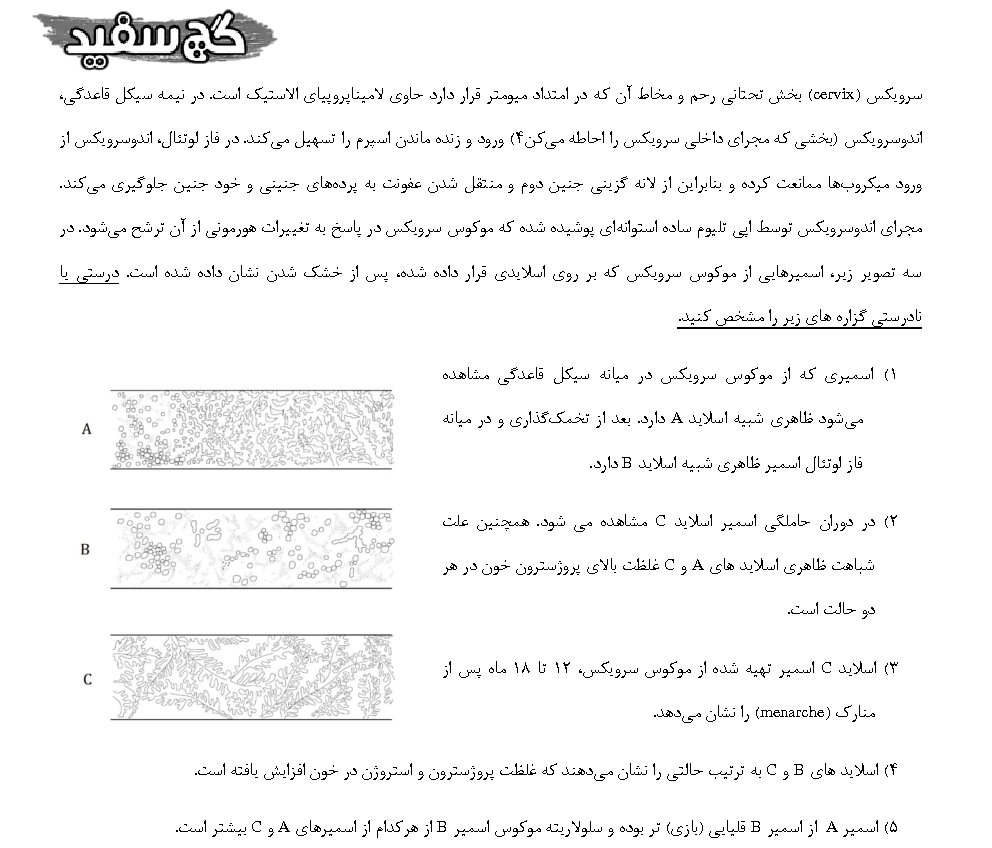 گچ سفید
سرویکس (cervix) بخش تحتانی رحم و مخاط آن که در امتداد میومتر قرار دارد حاوی لامیناپروپیای الاستیک است. در نیمه سیکل قاعدگی،
اندوسرویکس (بخشی که مجرای داخلی سرویکس را احاطه می‌کن۴) ورود و زنده ماندن اسپرم را تسهیل می‌کند. در فاز لوتئال، اندوسرویکس از
ورود میکروب‌ها ممانعت کرده و بنابراین از لانه گزینی جنین دوم و منتقل شدن عفونت به پرده‌های جنینی و خود جنین جلوگیری می‌کند.
مجرای اندوسرویکس توسط اپی تلیوم ساده استوانه‌ای پوشیده شده که موکوس سرویکس در پاسخ به تغییرات هورمونی از آن ترشح می‌شود. در
سه تصویر زیر، اسمیرهایی از موکوس سرویکس که بر روی اسلایدی قرار داده شده، پس از خشک شدن نشان داده شده است. درستی یا
نادرستی گزاره های زیر را مشخص کنید.
۱) اسمیری که از موکوس سرویکس در میانه سیکل قاعدگی مشاهده
می‌شود ظاهری شبیه اسلاید A دارد. بعد از تخمک‌گذاری و در میانه
فاز لوتئال اسمیر ظاهری شبیه اسلاید B دارد.
۲) در دوران حاملگی اسمیر اسلاید C مشاهده می شود. همچنین علت
شباهت ظاهری اسلاید های A و C غلظت بالای پروژسترون خون در هر
دو حالت است.
۳) اسلاید C اسمیر تهیه شده از موکوس سرویکس، ۱۲ تا ۱۸ ماه پس از
منارک (menarche) را نشان می‌دهد.
A
B
C
۴) اسلاید های B و C به ترتیب حالتی را نشان می‌دهند که غلظت پروژسترون و استروژن در خون افزایش یافته است.
۵) اسمیر A از اسمیر B قلیایی (بازی) تر بوده و سلولاریته موکوس اسمیر B از هرکدام از اسمیرهای A و C بیشتر است.